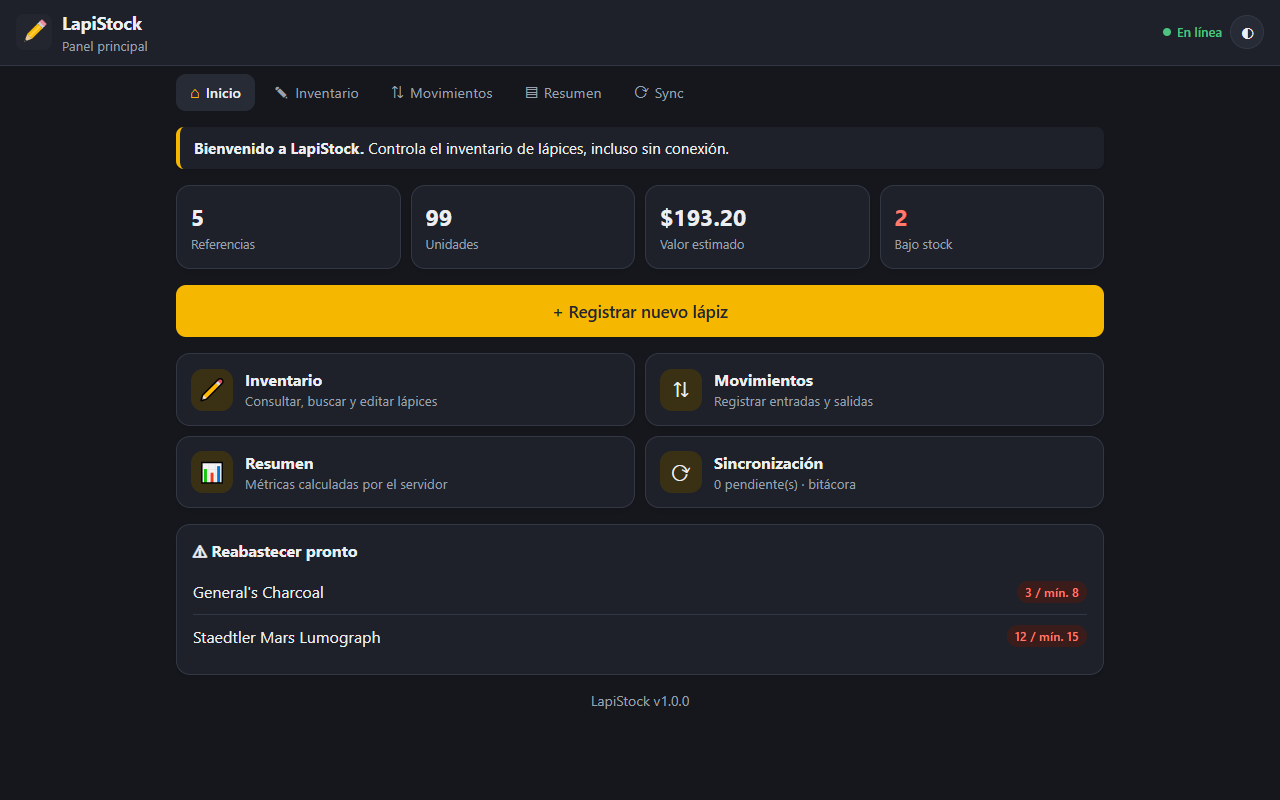 LapiStock
Panel principal
En línea
Inicio
Inventario
Movimientos
Resumen
Sync
Bienvenido a LapiStock. Controla el inventario de lápices, incluso sin conexión.
5
Referencias
99
Unidades
$193.20
Valor estimado
2
Bajo stock
+ Registrar nuevo lápiz
Inventario
Consultar, buscar y editar lápices
Movimientos
Registrar entradas y salidas
Resumen
Métricas calculadas por el servidor
Sincronización
0 pendiente(s) · bitácora
⚠ Reabastecer pronto
General's Charcoal
3 / mín. 8
Staedtler Mars Lumograph
12 / mín. 15
LapiStock v1.0.0